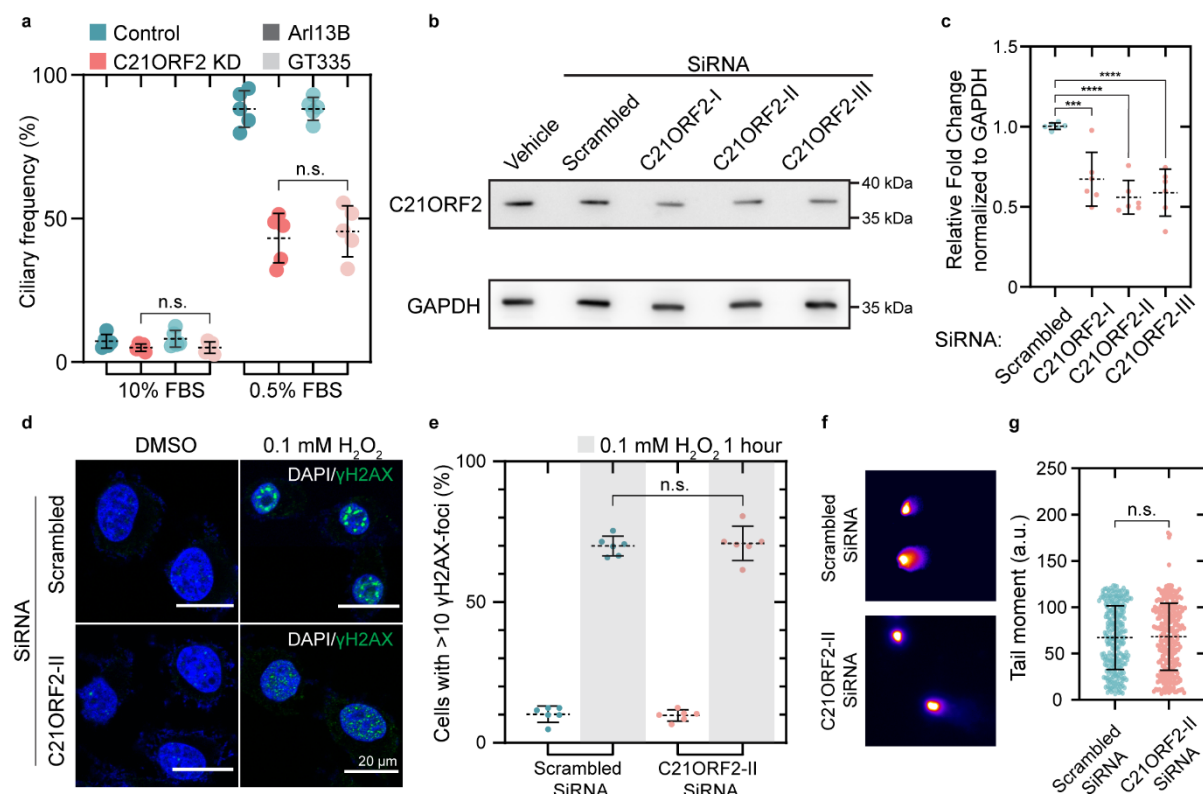 a
Control
Arl13B
C21ORF2 KD
GT335
Ciliary frequency (%)
100
50
0
n.s.
n.s.
10% FBS
0.5% FBS
b
SiRNA
Vehicle
Scrambled
C21ORF2-I
C21ORF2-II
C21ORF2-III
C21ORF2
40 kDa
35 kDa
GAPDH
35 kDa
c
Relative Fold Change
normalized to GAPDH
1.5
1.0
0.5
0
****
****
***
SiRNA:
Scrambled
C21ORF2-I
C21ORF2-II
C21ORF2-III
d
DMSO
0.1 mM H₂O₂
SiRNA
Scrambled
DAPI/γH2AX
C21ORF2-II
DAPI/γH2AX
20 μm
e
0.1 mM H₂O₂ 1 hour
Cells with >10 γH2AX-foci (%)
100
50
0
n.s.
Scrambled
SiRNA
C21ORF2-II
SiRNA
f
Scrambled
SiRNA
C21ORF2-II
SiRNA
g
Tail moment (a.u.)
250
200
150
100
50
0
n.s.
Scrambled
SiRNA
C21ORF2-II
SiRNA